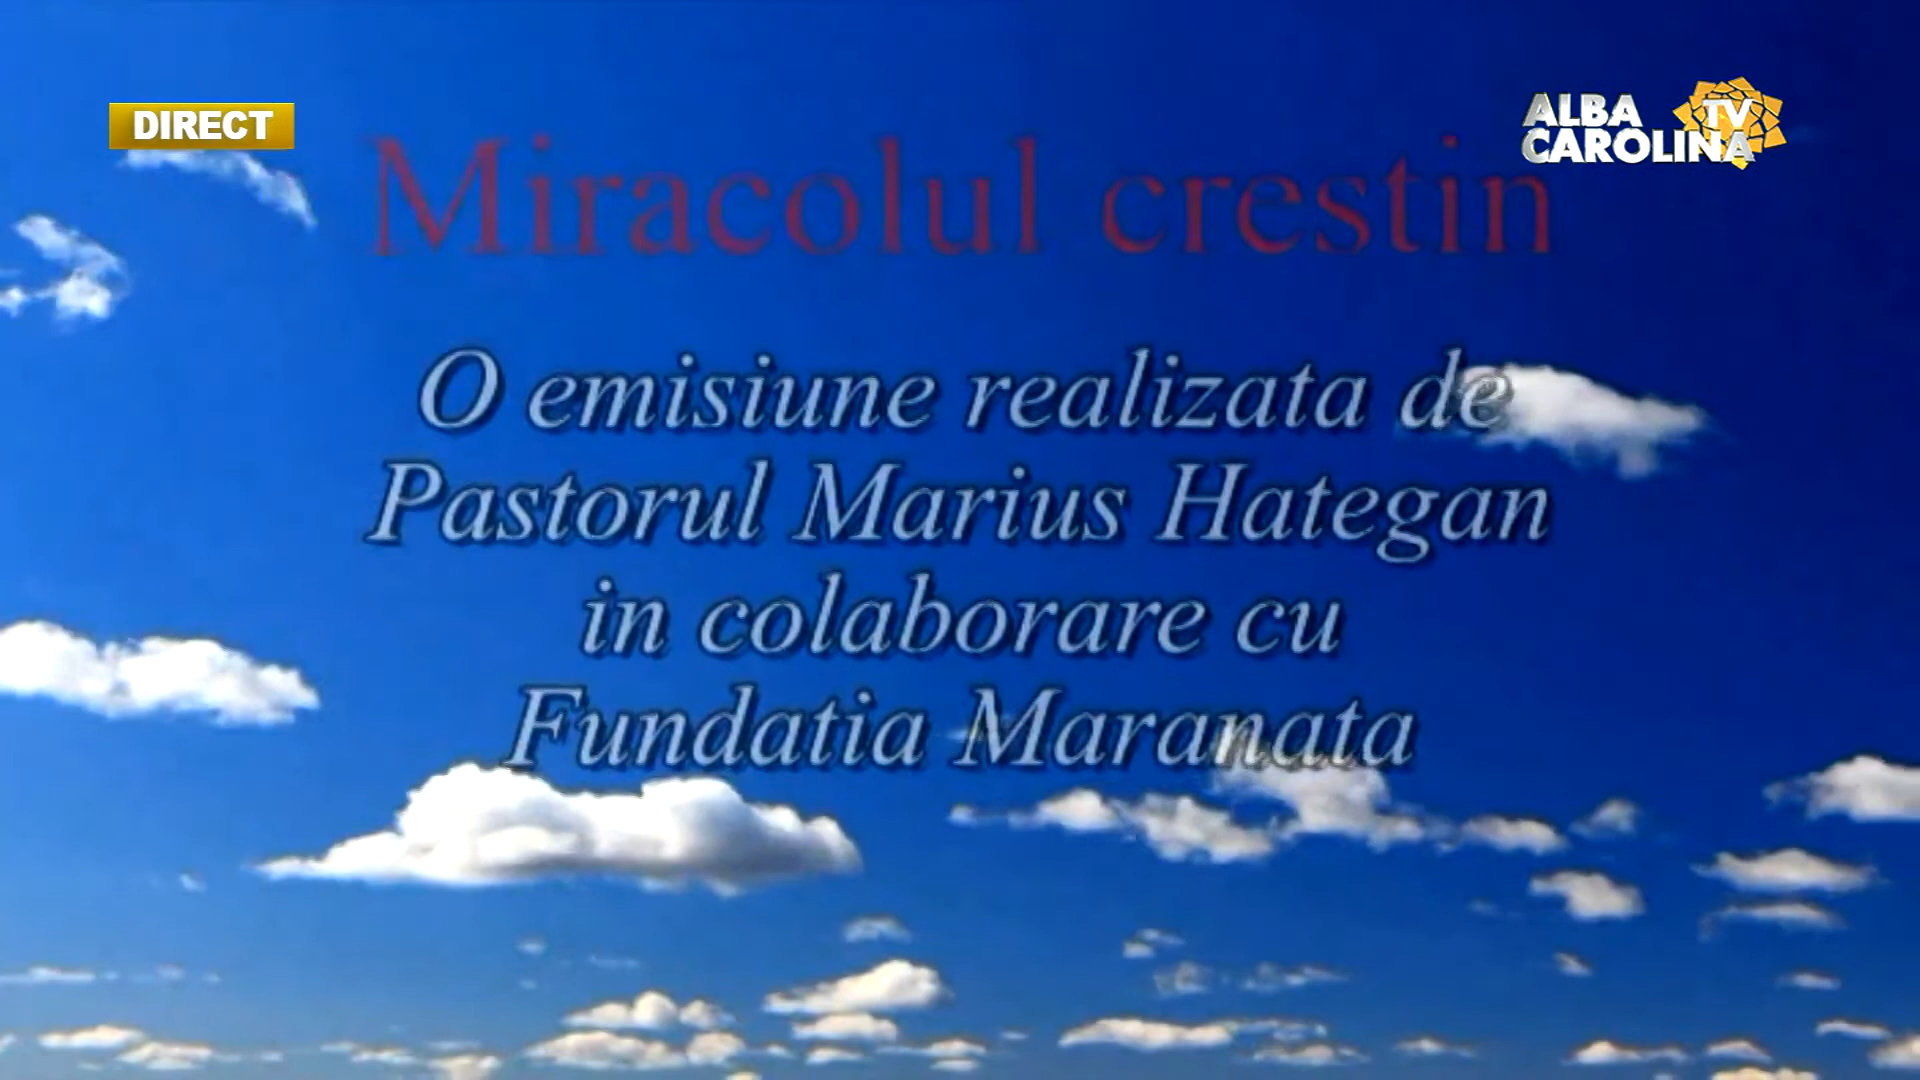 DIRECT
ALBA
TV
CAROLINA
Miracolul crestin
O emisiune realizata de
Pastorul Marius Hategan
in colaborare cu
Fundatia Maranata